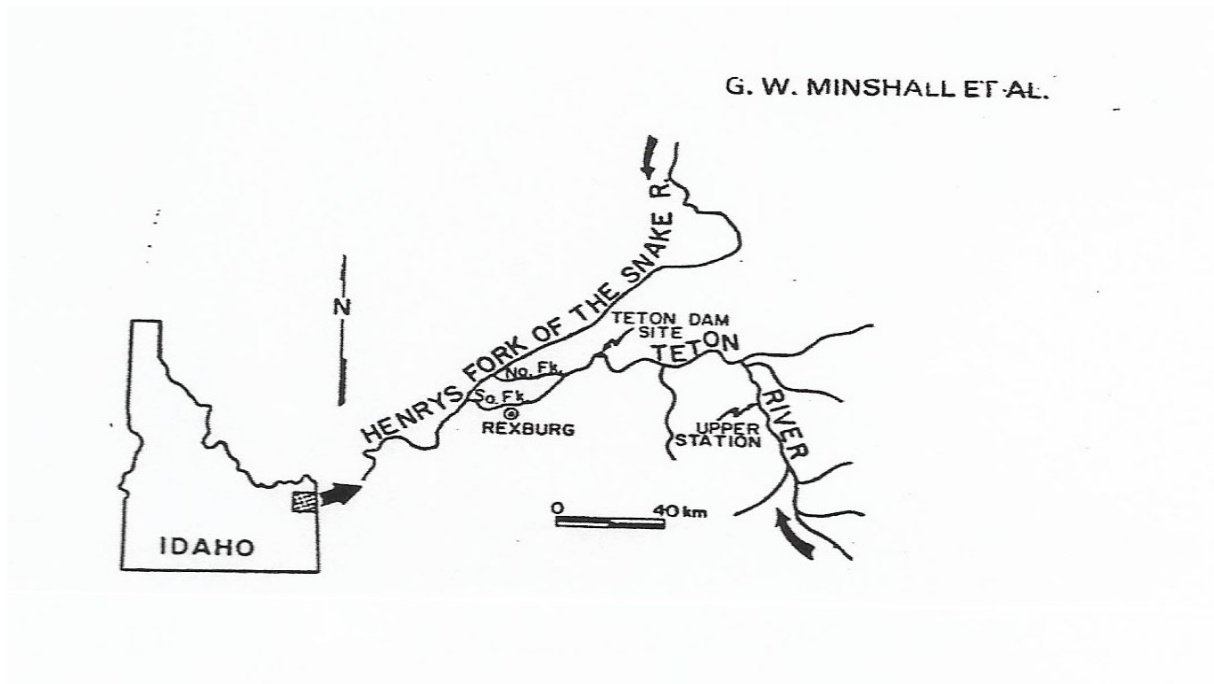 G. W. MINSHALL ET AL.
HENRYS FORK OF THE SNAKE R.
N
TETON DAM
SITE
TETON RIVER
No. Fk.
So. Fk.
REXBURG
UPPER
STATION
0 40 km
IDAHO